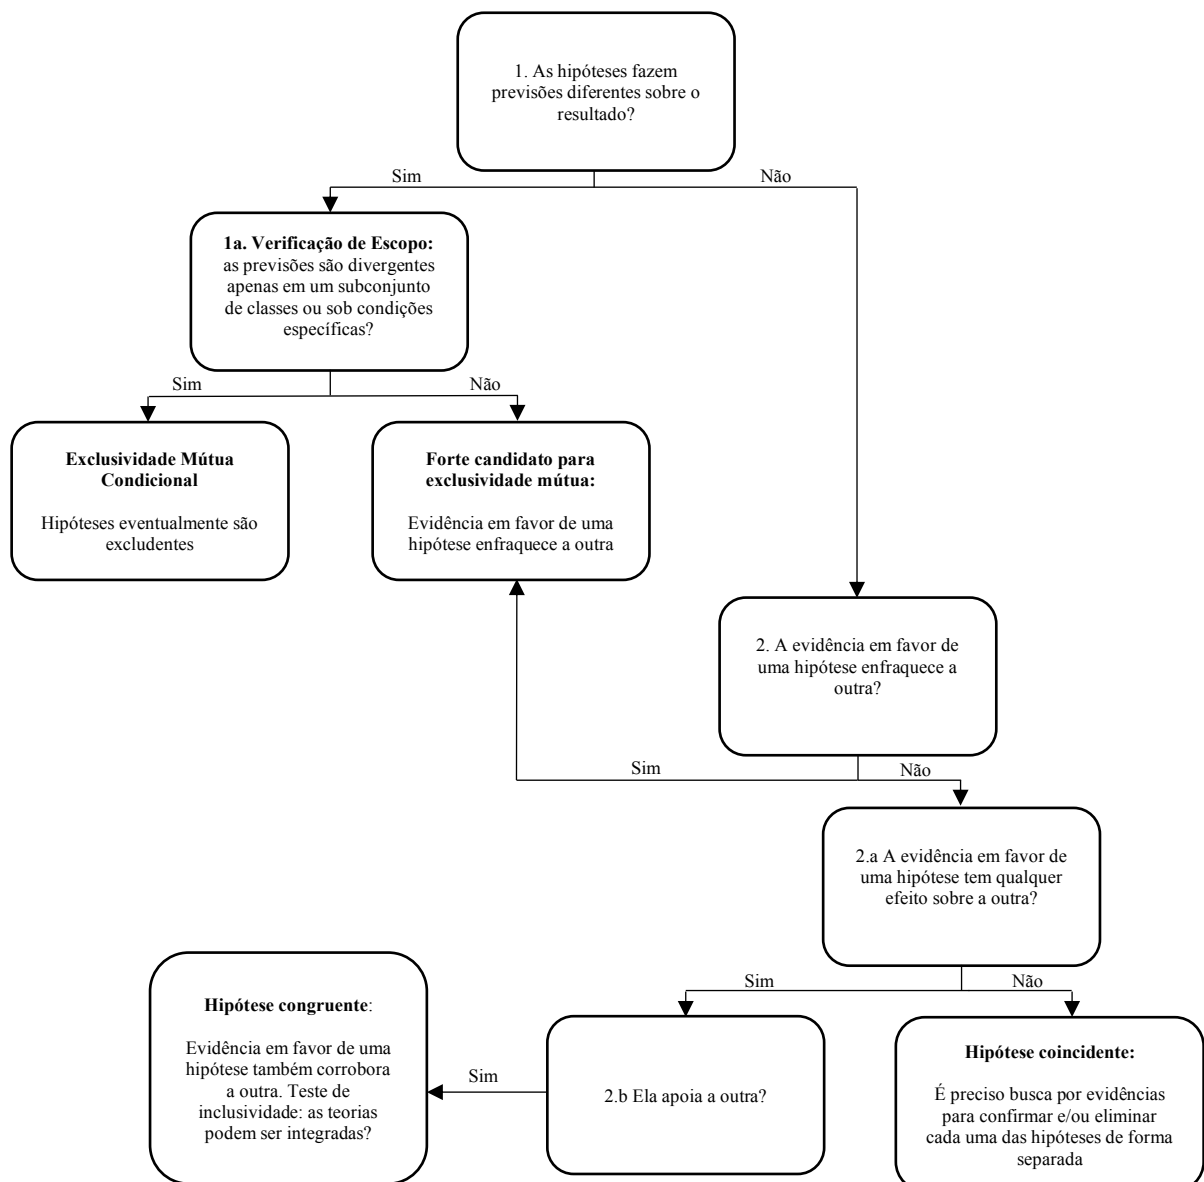 1. As hipóteses fazem
previsões diferentes sobre o
resultado?
Sim
Não
1a. Verificação de Escopo:
as previsões são divergentes
apenas em um subconjunto
de classes ou sob condições
específicas?
Sim
Não
Exclusividade Mútua
Condicional
Hipóteses eventualmente são
excludentes
Forte candidato para
exclusividade mútua:
Evidência em favor de uma
hipótese enfraquece a outra
2. A evidência em favor de
uma hipótese enfraquece a
outra?
Sim
Não
2.a A evidência em favor de
uma hipótese tem qualquer
efeito sobre a outra?
Sim
Não
Hipótese congruente:
Evidência em favor de uma
hipótese também corrobora
a outra. Teste de
inclusividade: as teorias
podem ser integradas?
Sim
2.b Ela apoia a outra?
Hipótese coincidente:
É preciso busca por evidências
para confirmar e/ou eliminar
cada uma das hipóteses de forma
separada